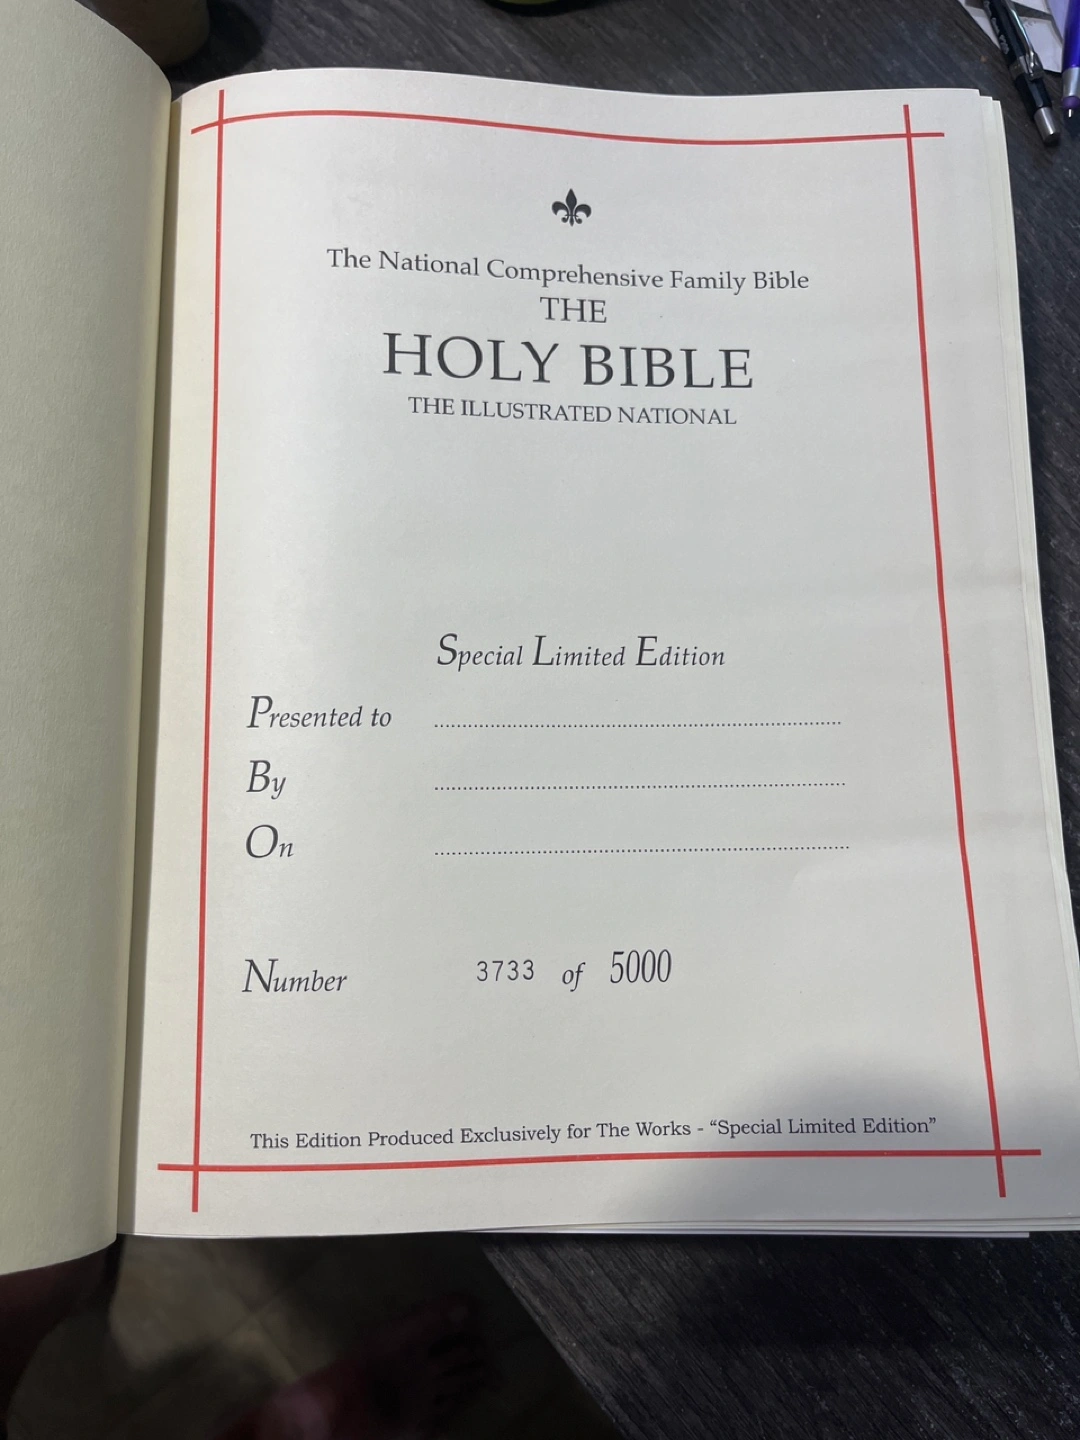 The National Comprehensive Family Bible
THE
HOLY BIBLE
THE ILLUSTRATED NATIONAL
Special Limited Edition
Presented to ................................................
By ................................................
On ................................................
Number 3733 of 5000
This Edition Produced Exclusively for The Works - “Special Limited Edition”